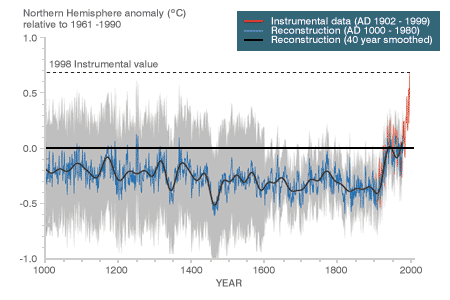 Northern Hemisphere anomaly (ºC)
relative to 1961 -1990
Instrumental data (AD 1902 - 1999)
Reconstruction (AD 1000 - 1980)
Reconstruction (40 year smoothed)
1.0
1998 Instrumental value
0.5
0.0
-0.5
-1.0
1000
1200
1400
1600
1800
2000
YEAR